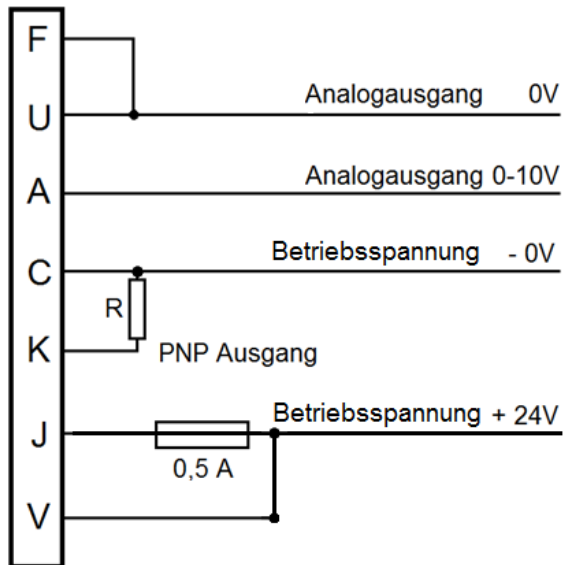 F
U Analogausgang 0V
A Analogausgang 0-10V
C Betriebsspannung - 0V
R
K PNP Ausgang
J Betriebsspannung + 24V
0,5 A
V